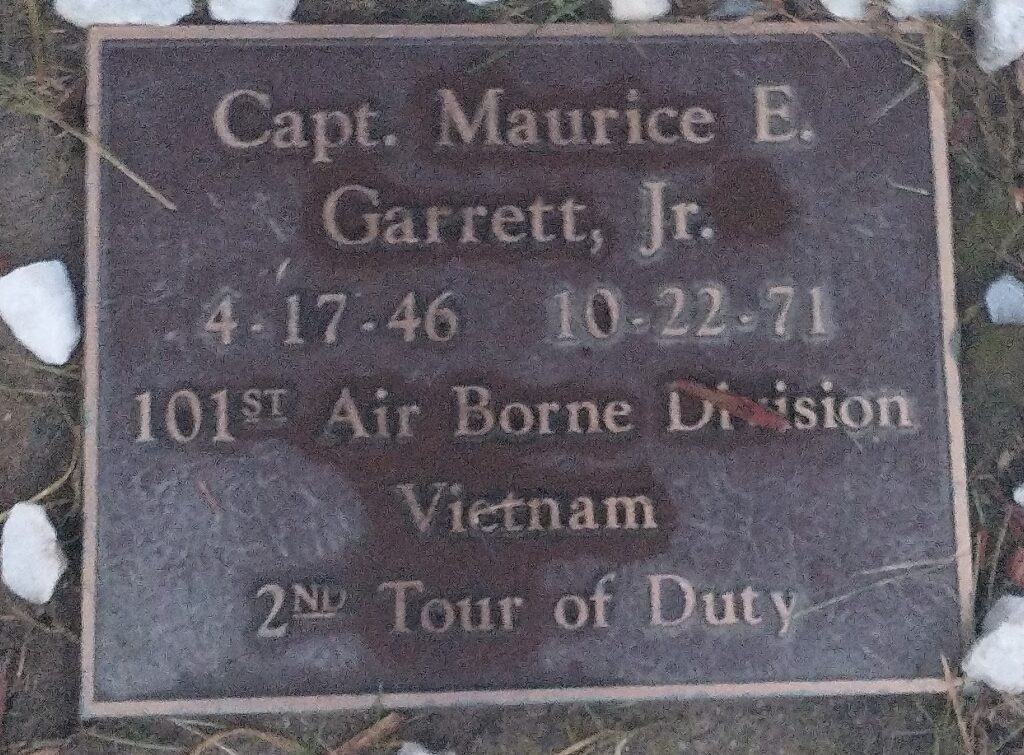 Capt. Maurice E.
Garrett, Jr.
4-17-46 10-22-71
101ST Air Borne Division
Vietnam
2ND Tour of Duty